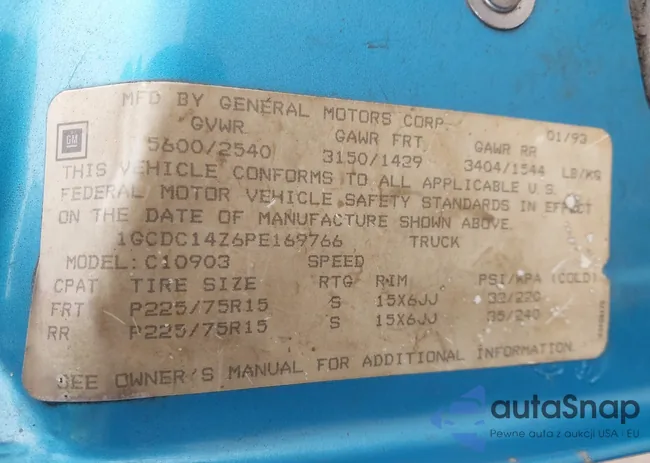 MFD BY GENERAL MOTORS CORP
01/93
GM
GVWR GAWR FRT GAWR RR
5600/2540 3150/1429 3404/1544 LB/KG
THIS VEHICLE CONFORMS TO ALL APPLICABLE U.S.
FEDERAL MOTOR VEHICLE SAFETY STANDARDS IN EFFECT
ON THE DATE OF MANUFACTURE SHOWN ABOVE.
1GCDC14Z6PE169766 TRUCK
MODEL: C10903 SPEED
CPAT TIRE SIZE RTG RIM PSI/KPA (COLD)
FRT P225/75R15 S 15X6JJ 32/220
RR P225/75R15 S 15X6JJ 35/240
SEE OWNER'S MANUAL FOR ADDITIONAL INFORMATION
autaSnap
Pewne auta z aukcji USA - EU